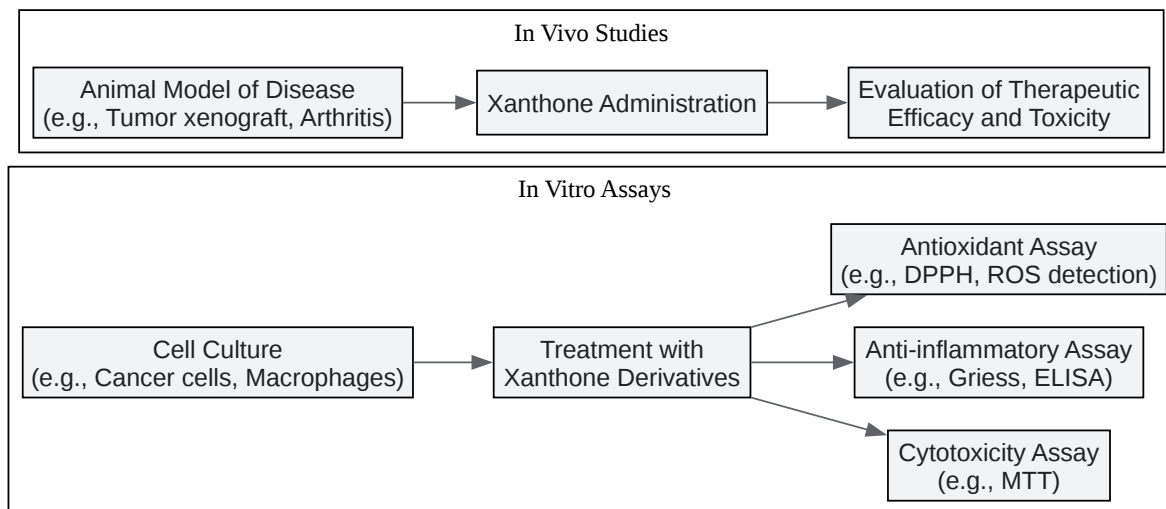 In Vivo Studies
Animal Model of Disease
(e.g., Tumor xenograft, Arthritis)
Xanthone Administration
Evaluation of Therapeutic
Efficacy and Toxicity
In Vitro Assays
Cell Culture
(e.g., Cancer cells, Macrophages)
Treatment with
Xanthone Derivatives
Antioxidant Assay
(e.g., DPPH, ROS detection)
Anti-inflammatory Assay
(e.g., Griess, ELISA)
Cytotoxicity Assay
(e.g., MTT)